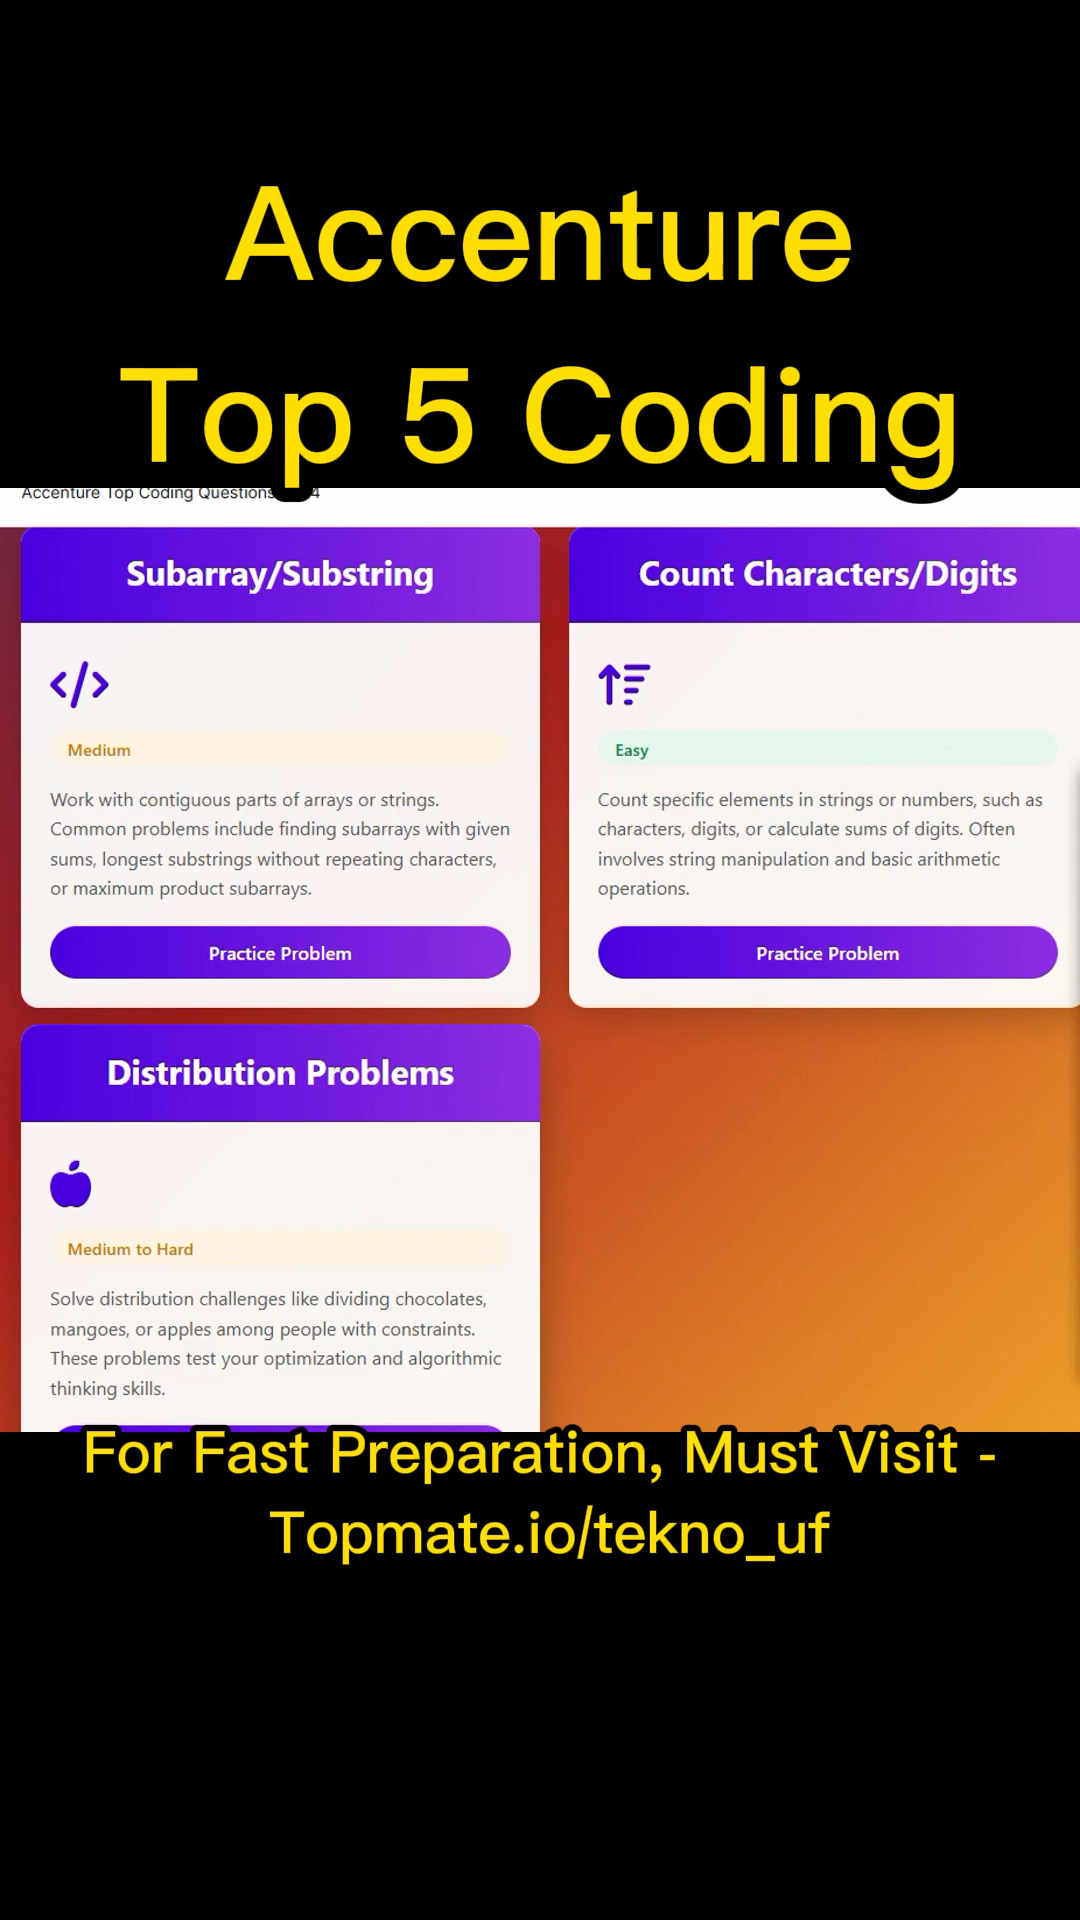 Accenture
Top 5 Coding
Accenture Top Coding Questions 4
Subarray/Substring
Medium
Work with contiguous parts of arrays or strings.
Common problems include finding subarrays with given
sums, longest substrings without repeating characters,
or maximum product subarrays.
Practice Problem
Count Characters/Digits
Easy
Count specific elements in strings or numbers, such as
characters, digits, or calculate sums of digits. Often
involves string manipulation and basic arithmetic
operations.
Practice Problem
Distribution Problems
Medium to Hard
Solve distribution challenges like dividing chocolates,
mangoes, or apples among people with constraints.
These problems test your optimization and algorithmic
thinking skills.
For Fast Preparation, Must Visit -
Topmate.io/tekno_uf